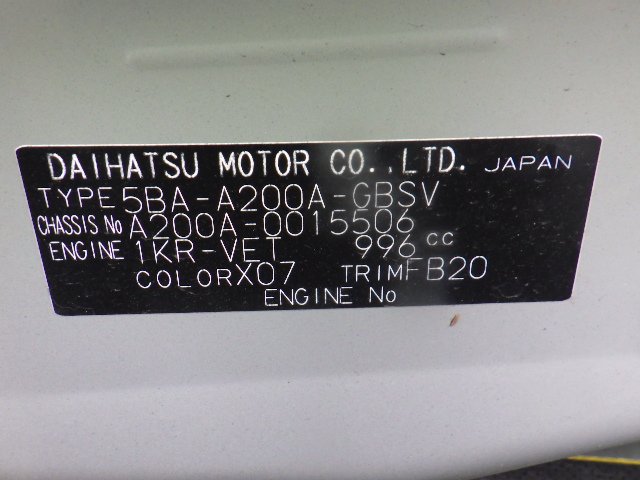 DAIHATSU MOTOR CO.,LTD. JAPAN
TYPE 5BA-A200A-GBSV
CHASSIS No A200A-0015506
ENGINE 1KR-VET 996 cc
COLOR X07 TRIM FB20
ENGINE No